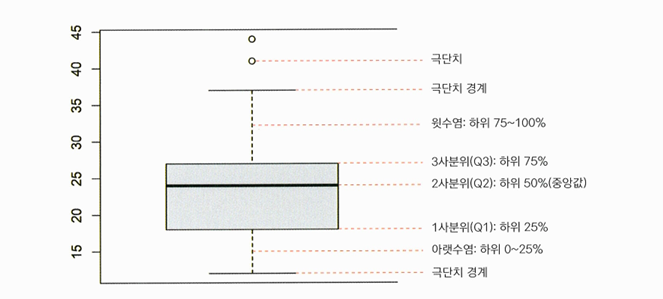 45
40
35
30
25
20
15
극단치
극단치 경계
윗수염: 하위 75~100%
3사분위(Q3): 하위 75%
2사분위(Q2): 하위 50%(중앙값)
1사분위(Q1): 하위 25%
아랫수염: 하위 0~25%
극단치 경계